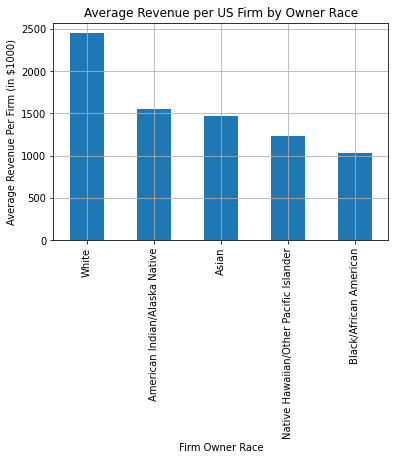 Average Revenue per US Firm by Owner Race
Average Revenue Per Firm (in $1000)
2500
2000
1500
1000
500
0
White
American Indian/Alaska Native
Asian
Native Hawaiian/Other Pacific Islander
Black/African American
Firm Owner Race